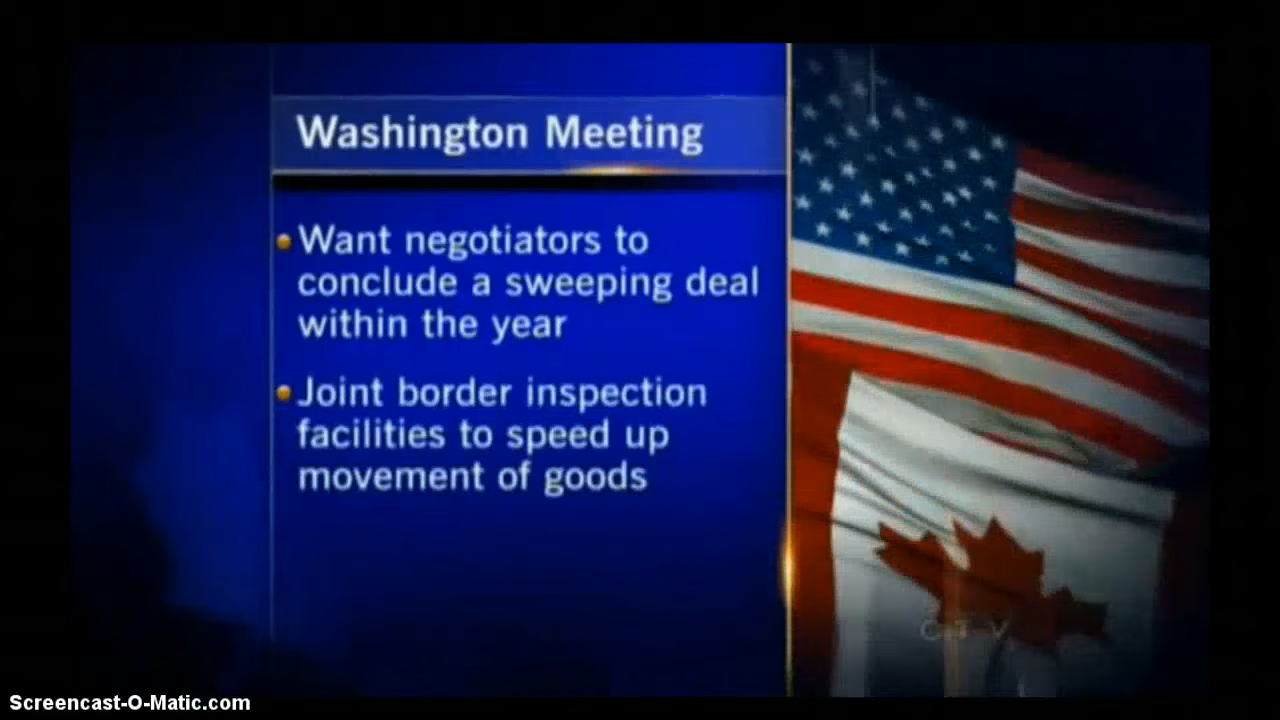 Washington Meeting
Want negotiators to
conclude a sweeping deal
within the year
Joint border inspection
facilities to speed up
movement of goods
CTV
Screencast-O-Matic.com